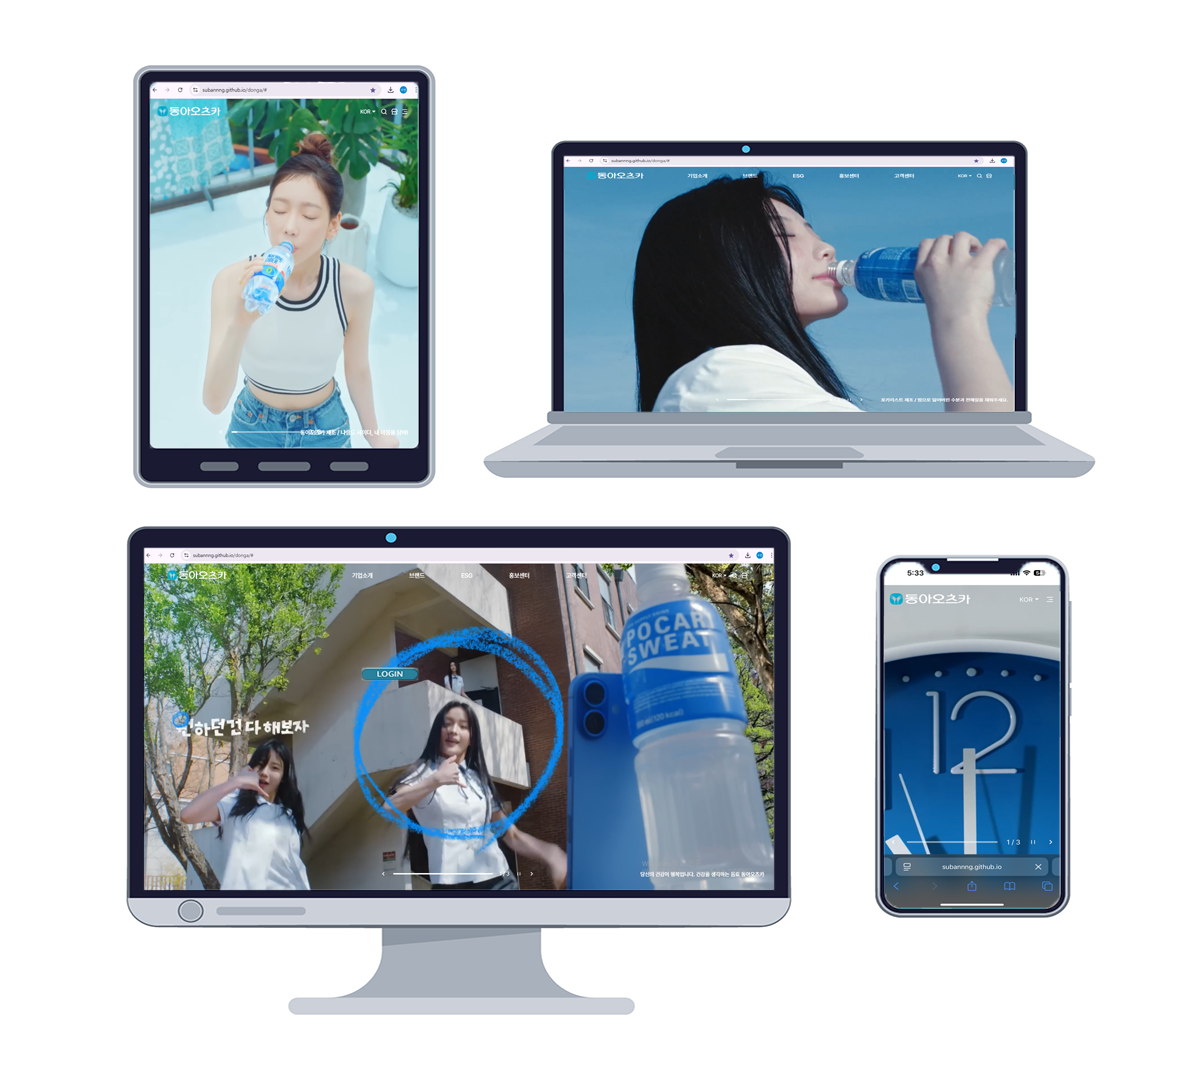 subannng.github.io/donga/#
동아오츠카
KOR
subannng.github.io/donga/#
동아오츠카 기업소개 브랜드 ESG 홍보센터 고객센터 KOR
subannng.github.io/donga/#
동아오츠카 기업소개 브랜드 ESG 홍보센터 고객센터 KOR
POCARI
SWEAT
LOGIN
원하던건 다 해보자
당신의 건강이 행복입니다. 건강을 생각하는 음료 동아오츠카
5:33
동아오츠카 KOR
12
1/3
subannng.github.io